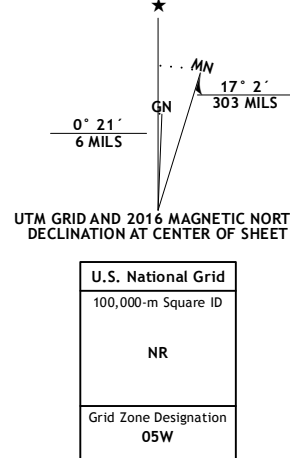 ★
MN
GN
17° 2´
303 MILS
0° 21´
6 MILS
UTM GRID AND 2016 MAGNETIC NORT
DECLINATION AT CENTER OF SHEET
U.S. National Grid
100,000-m Square ID
NR
Grid Zone Designation
05W